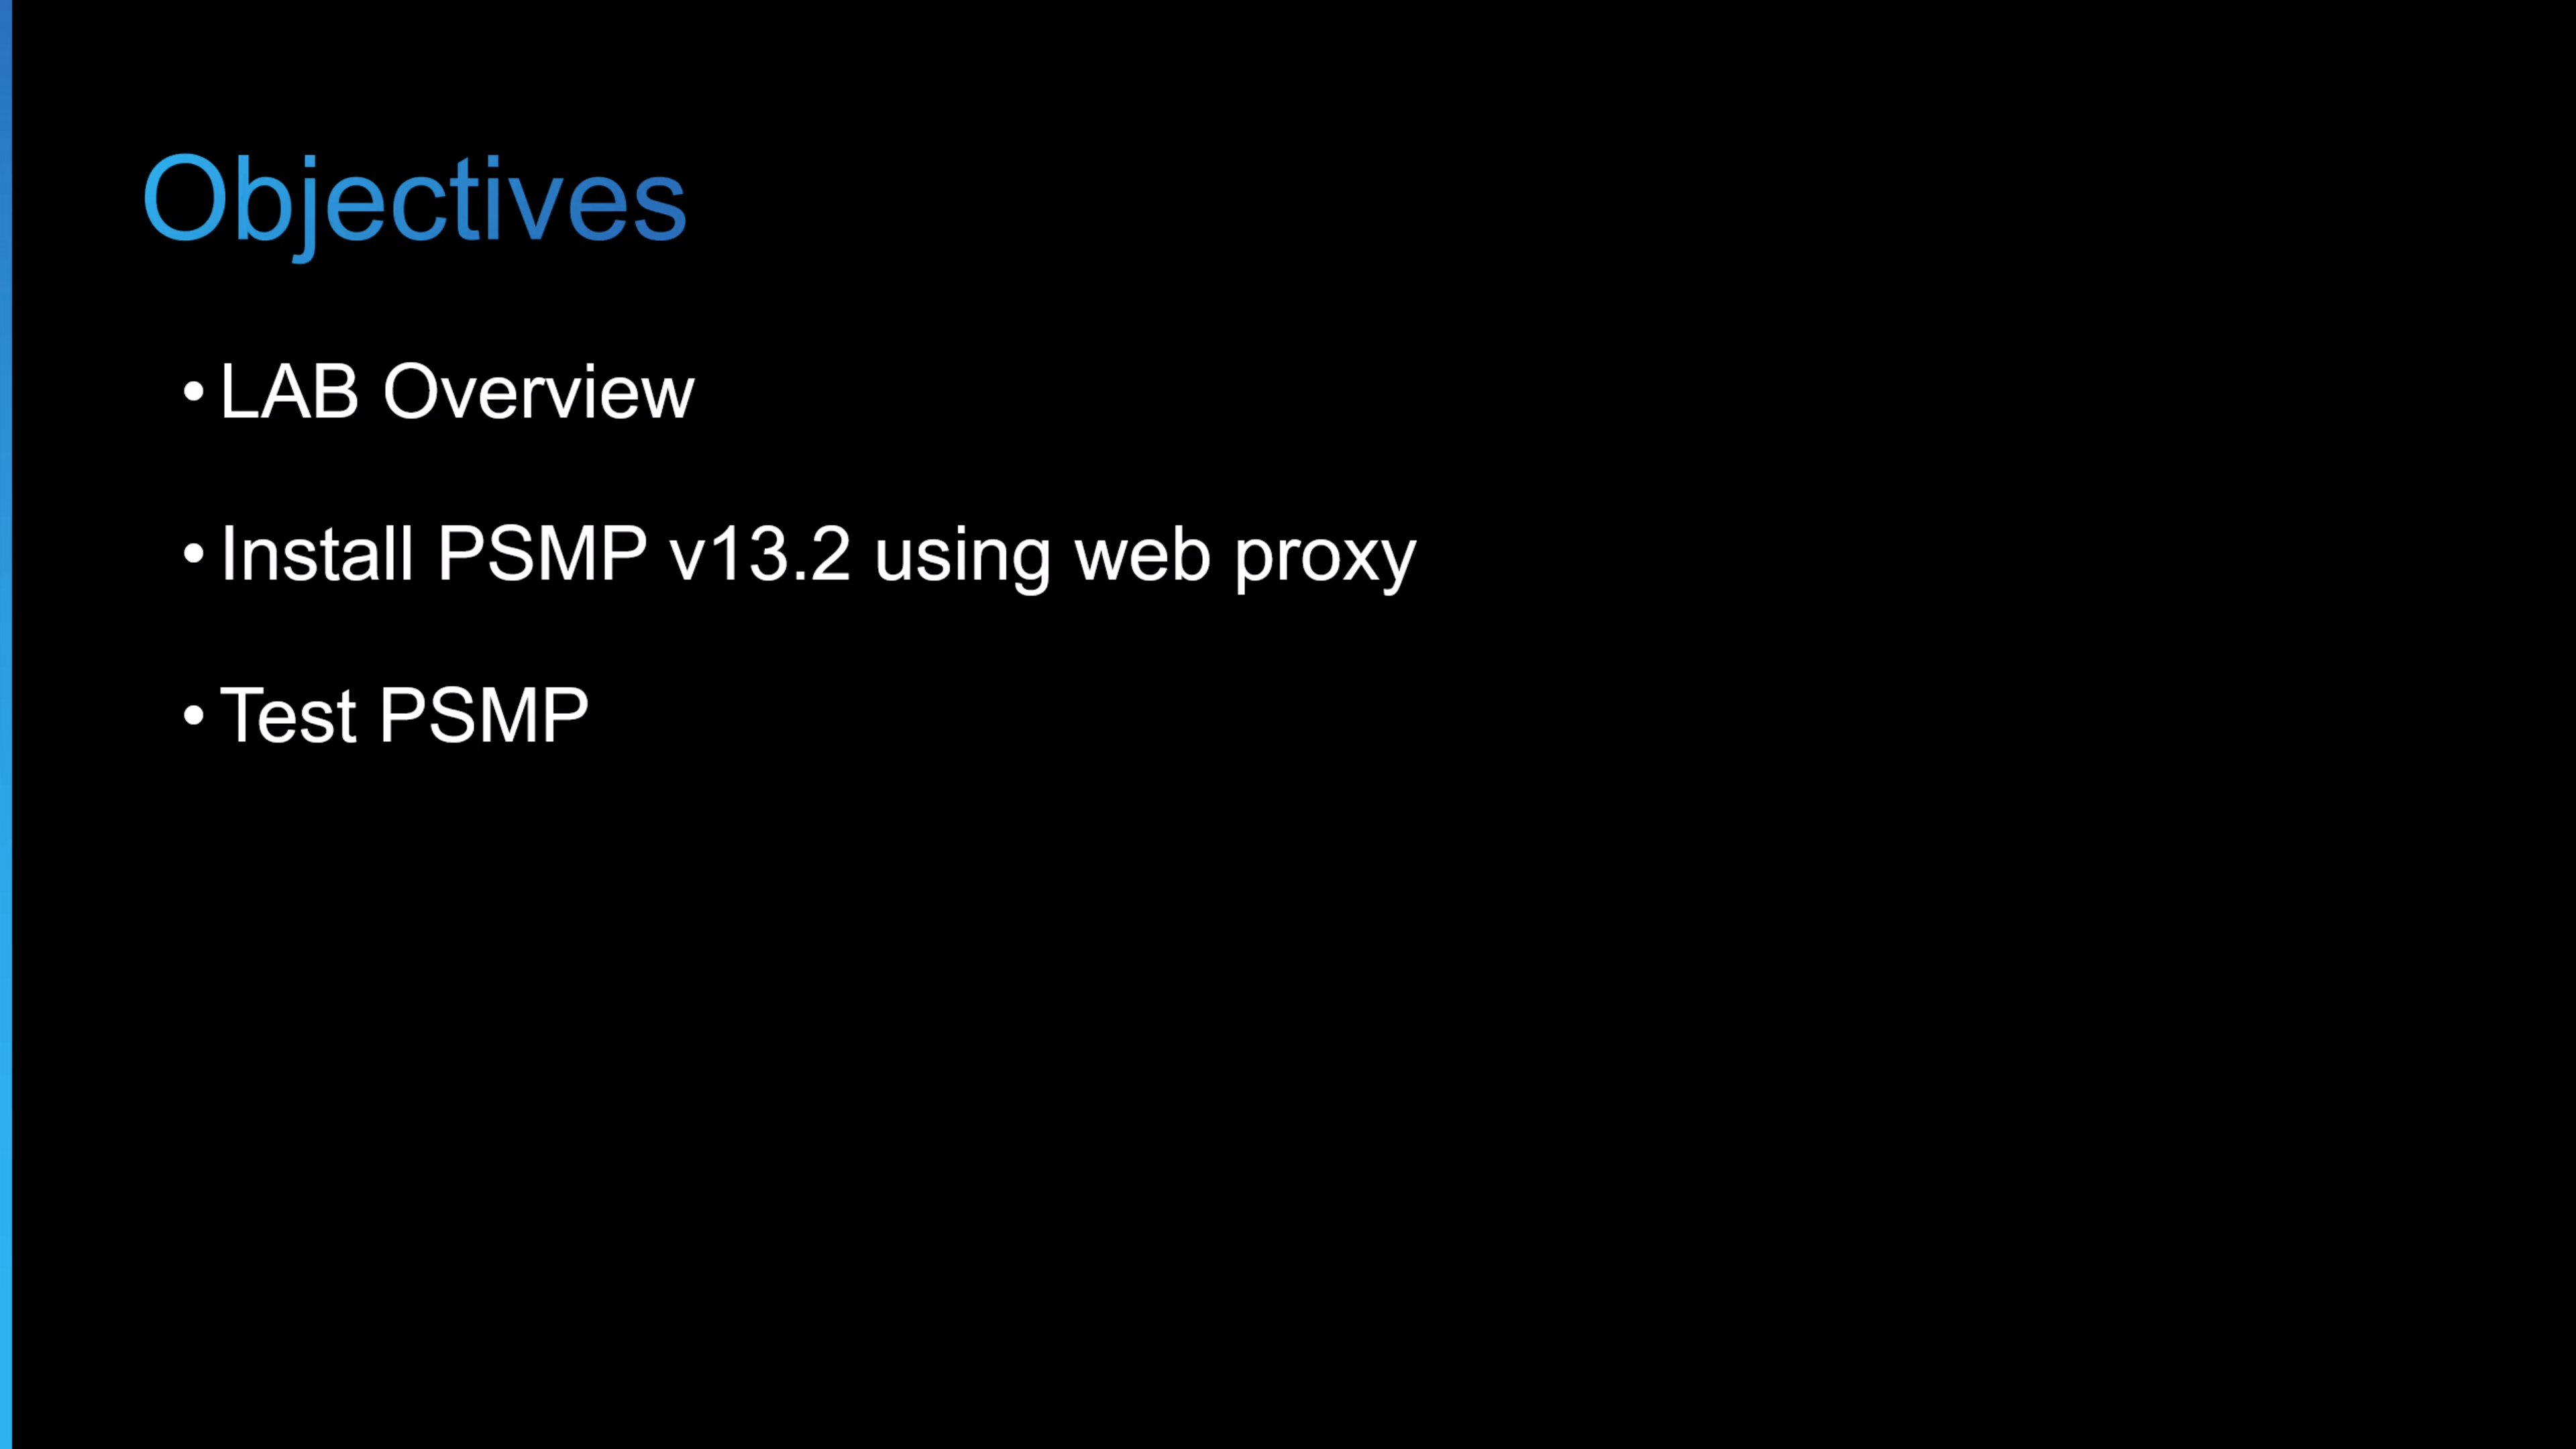 Objectives
• LAB Overview
• Install PSMP v13.2 using web proxy
• Test PSMP